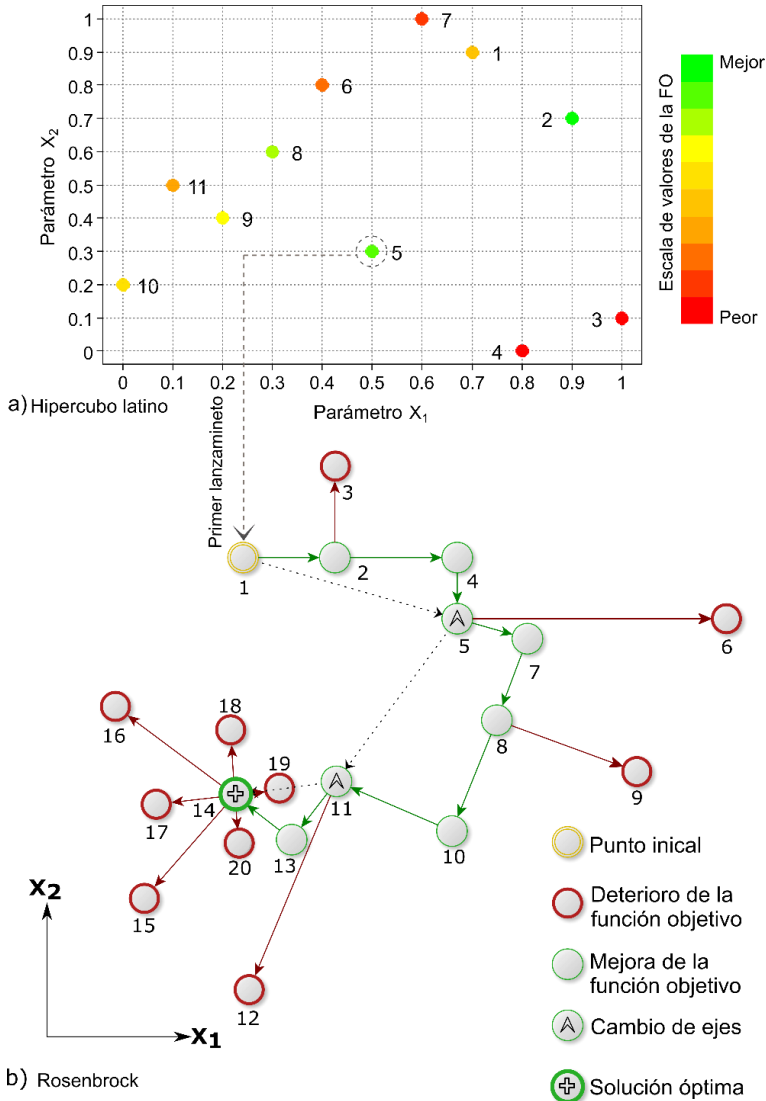 Parámetro X2
1
0.9
0.8
0.7
0.6
0.5
0.4
0.3
0.2
0.1
0
7
1
6
2
8
11
9
5
10
3
4
0 0.1 0.2 0.3 0.4 0.5 0.6 0.7 0.8 0.9 1
Parámetro X1
Escala de valores de la FO
Mejor
Peor
a) Hipercubo latino
Primer lanzamineto
3
1
2
4
5
6
7
8
9
10
11
12
13
14
15
16
17
18
19
20
X2
X1
Punto inical
Deterioro de la
función objetivo
Mejora de la
función objetivo
Cambio de ejes
Solución óptima
b) Rosenbrock